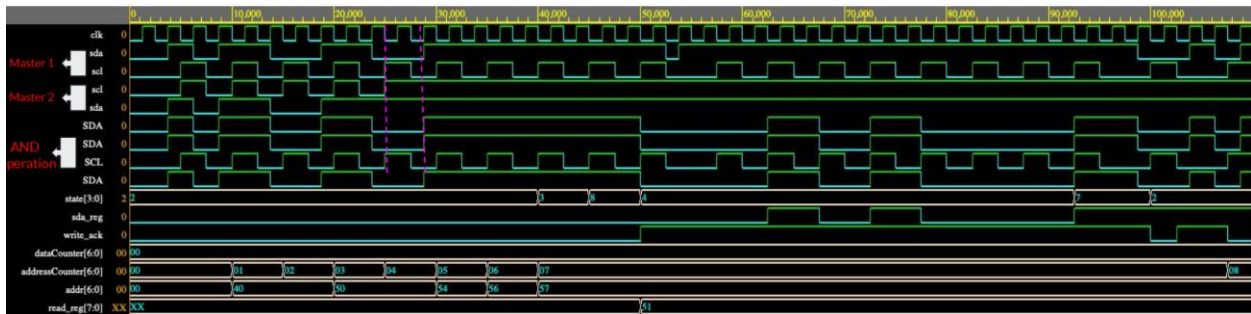 0 10,000 20,000 30,000 40,000 50,000 60,000 70,000 80,000 90,000 100,000
clk 0
Master 1
sda 0
scl 0
Master 2
scl 0
sda 0
SDA 0
AND
peration
SDA 0
SCL 0
SDA 0
state[3:0] 2 2 3 8 4 7 2
sda_reg 0
write_ack 0
dataCounter[6:0] 00 00
addressCounter[6:0] 00 00 01 02 03 04 05 06 07 08
addr[6:0] 00 00 40 50 54 56 57
read_reg[7:0] XX XX 51